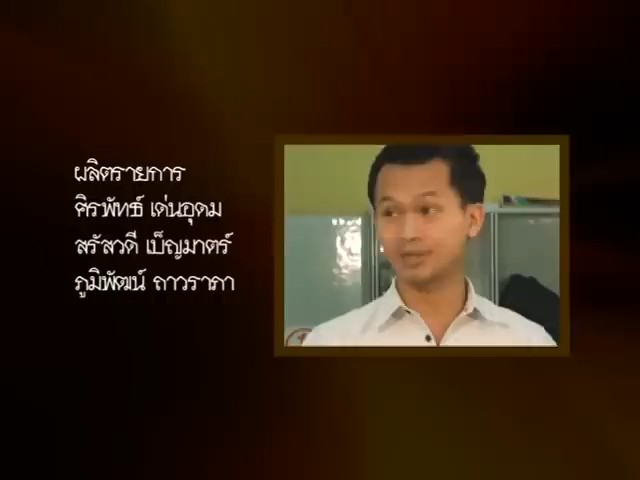 ผลิตรายการ
ศิรพัทธ์ เด่นอุดม
สรัสวดี เบ็ญมาตร์
ภูมิพัฒน์ ถาวราภา